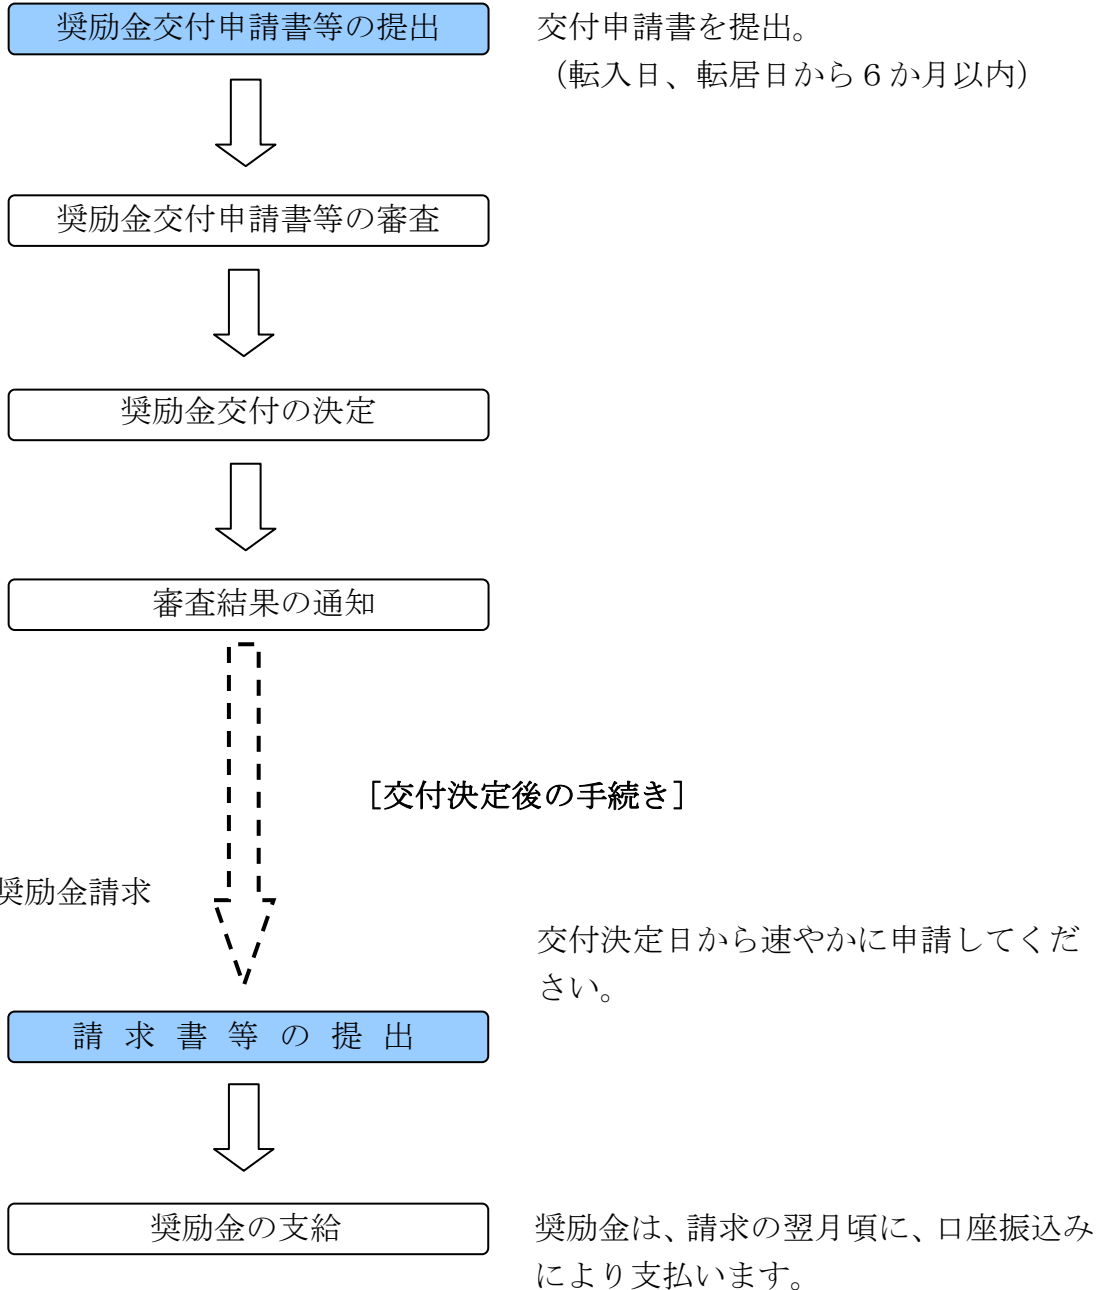 奨励金交付申請書等の提出
交付申請書を提出。
（転入日、転居日から６か月以内）
奨励金交付申請書等の審査
奨励金交付の決定
審査結果の通知
［交付決定後の手続き］
奨励金請求
交付決定日から速やかに申請してくだ
さい。
請求書等の提出
奨励金の支給
奨励金は、請求の翌月頃に、口座振込み
により支払います。